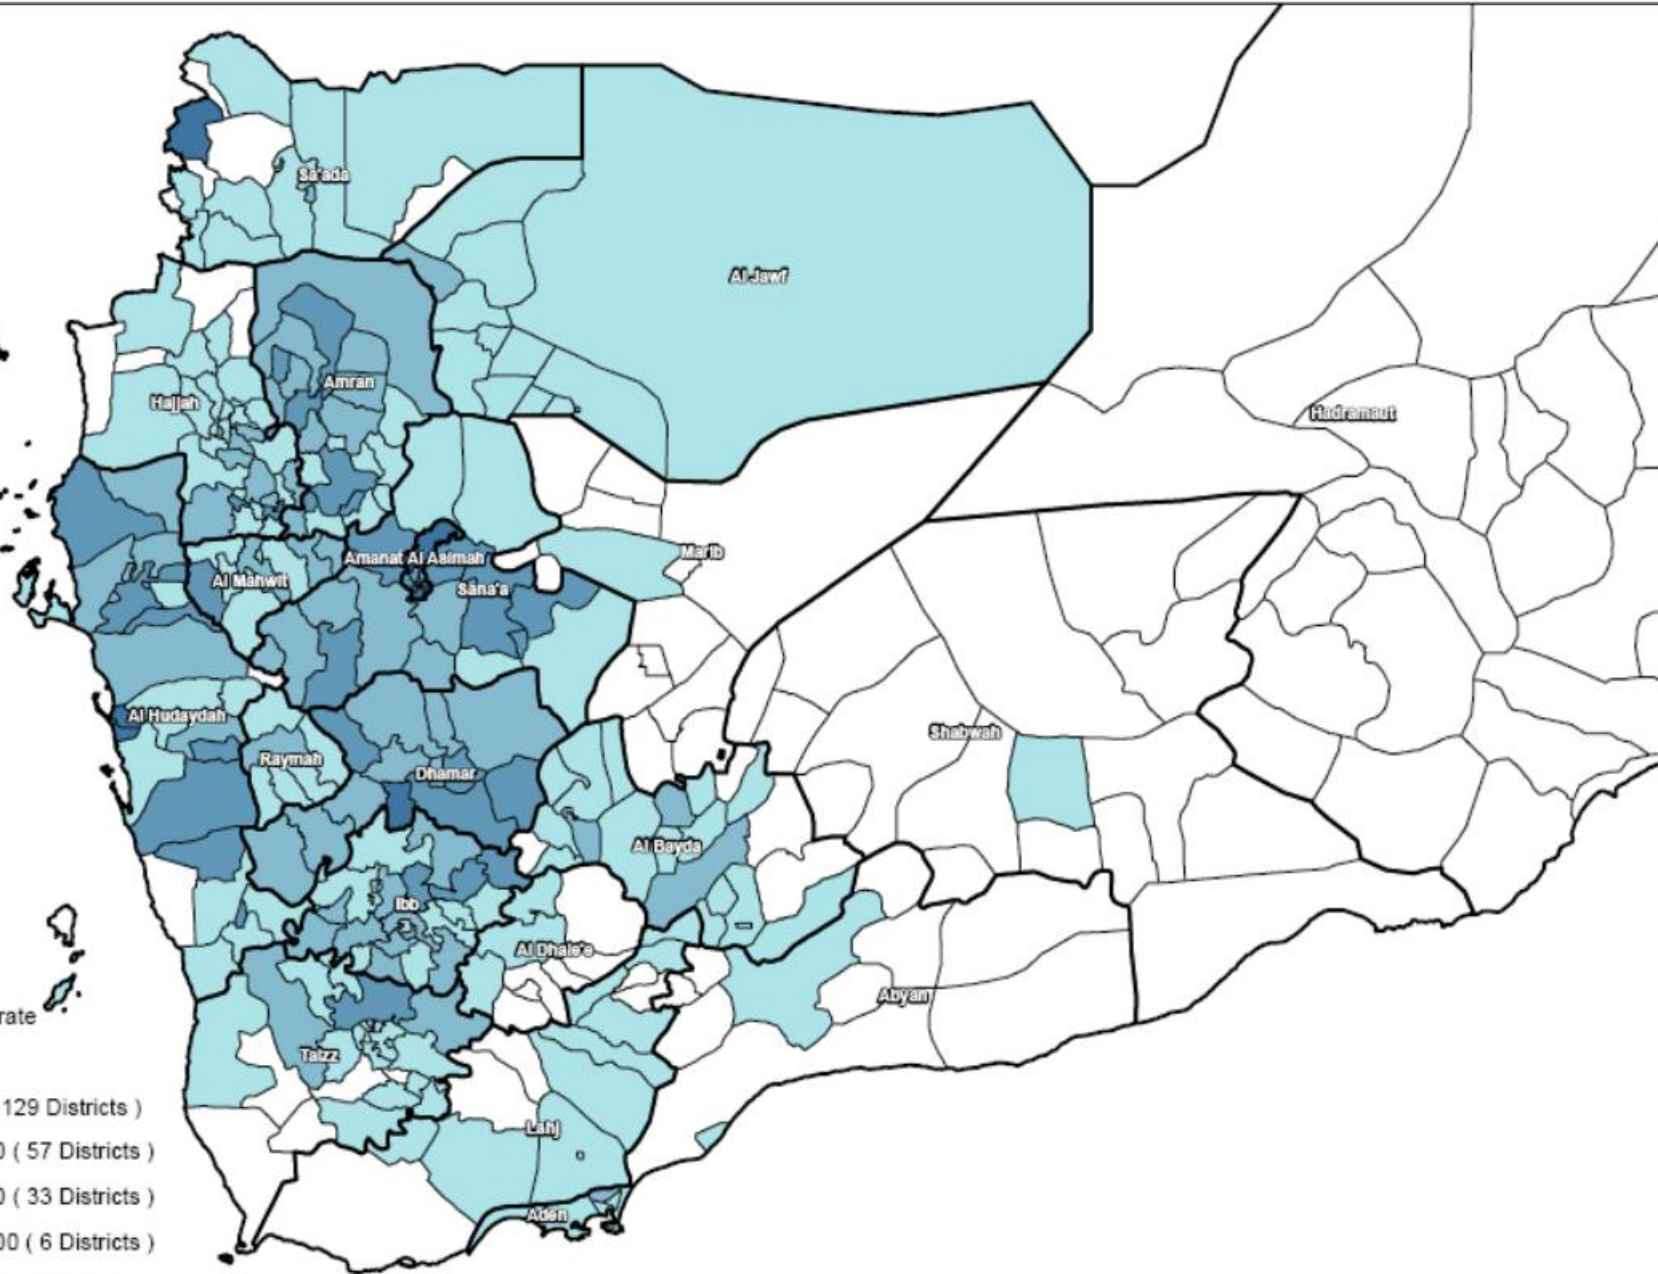 Sa'ada
Al Jawf
Amran
Hajjah
Hadramaut
Amanat Al Asimah
Marib
Al Mahwit
Sana'a
Al Hudaydah
Shabwah
Raymah
Dhamar
Al Bayda
Ibb
Al Dhale'e
Abyan
rate
Taizz
129 Districts )
Lahj
0 ( 57 Districts )
0 ( 33 Districts )
Aden
00 ( 6 Districts )